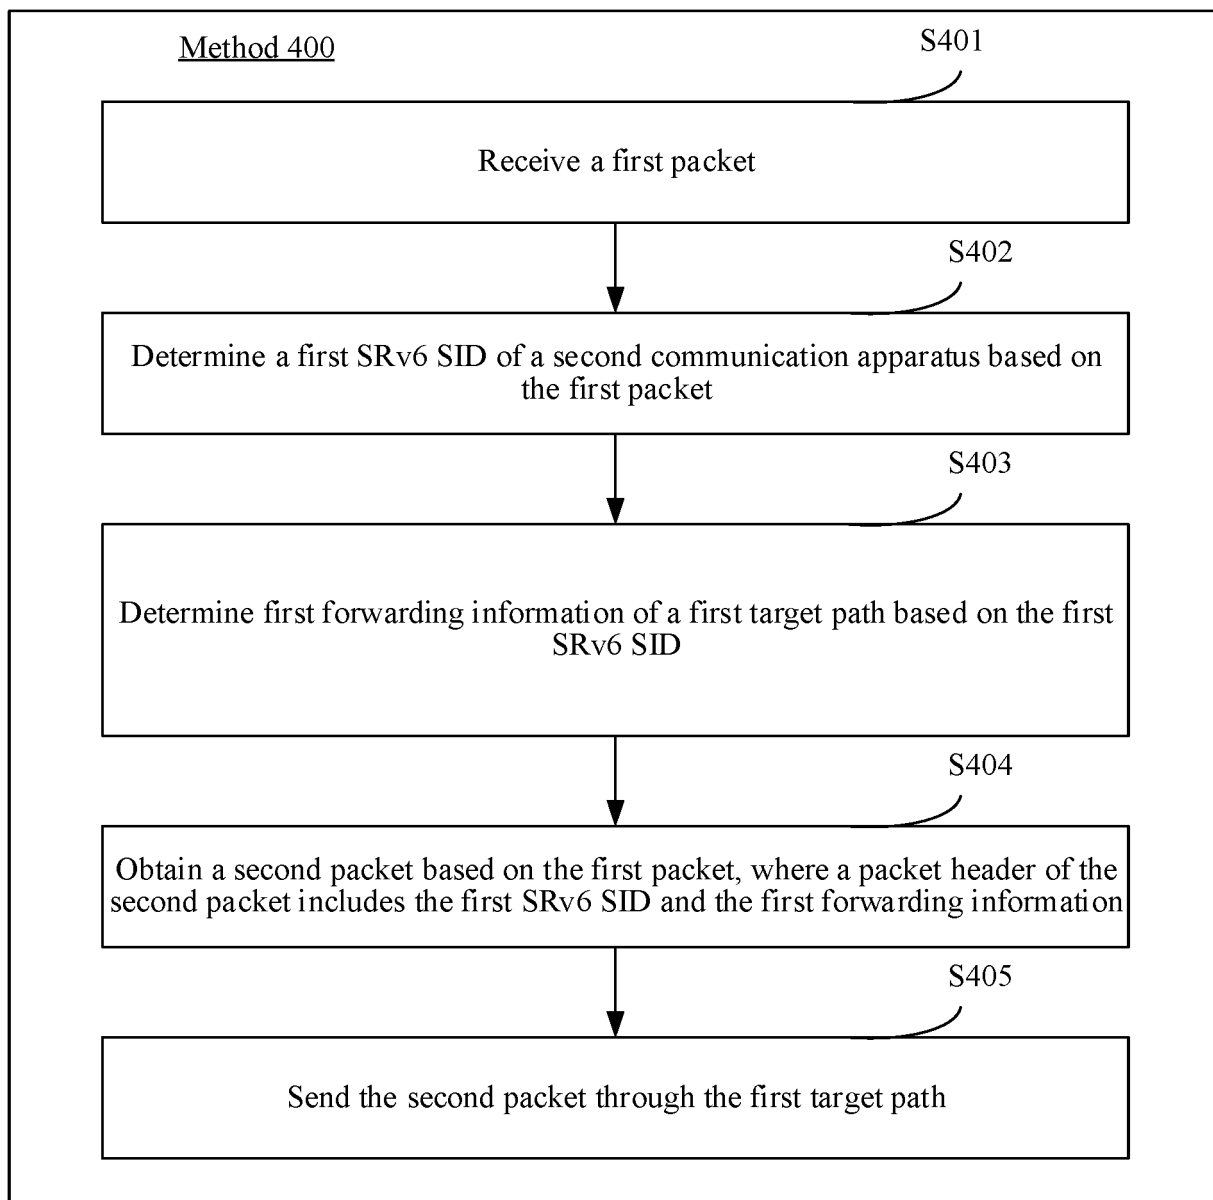 Method 400
S401
Receive a first packet
S402
Determine a first SRv6 SID of a second communication apparatus based on
the first packet
S403
Determine first forwarding information of a first target path based on the first
SRv6 SID
S404
Obtain a second packet based on the first packet, where a packet header of the
second packet includes the first SRv6 SID and the first forwarding information
S405
Send the second packet through the first target path